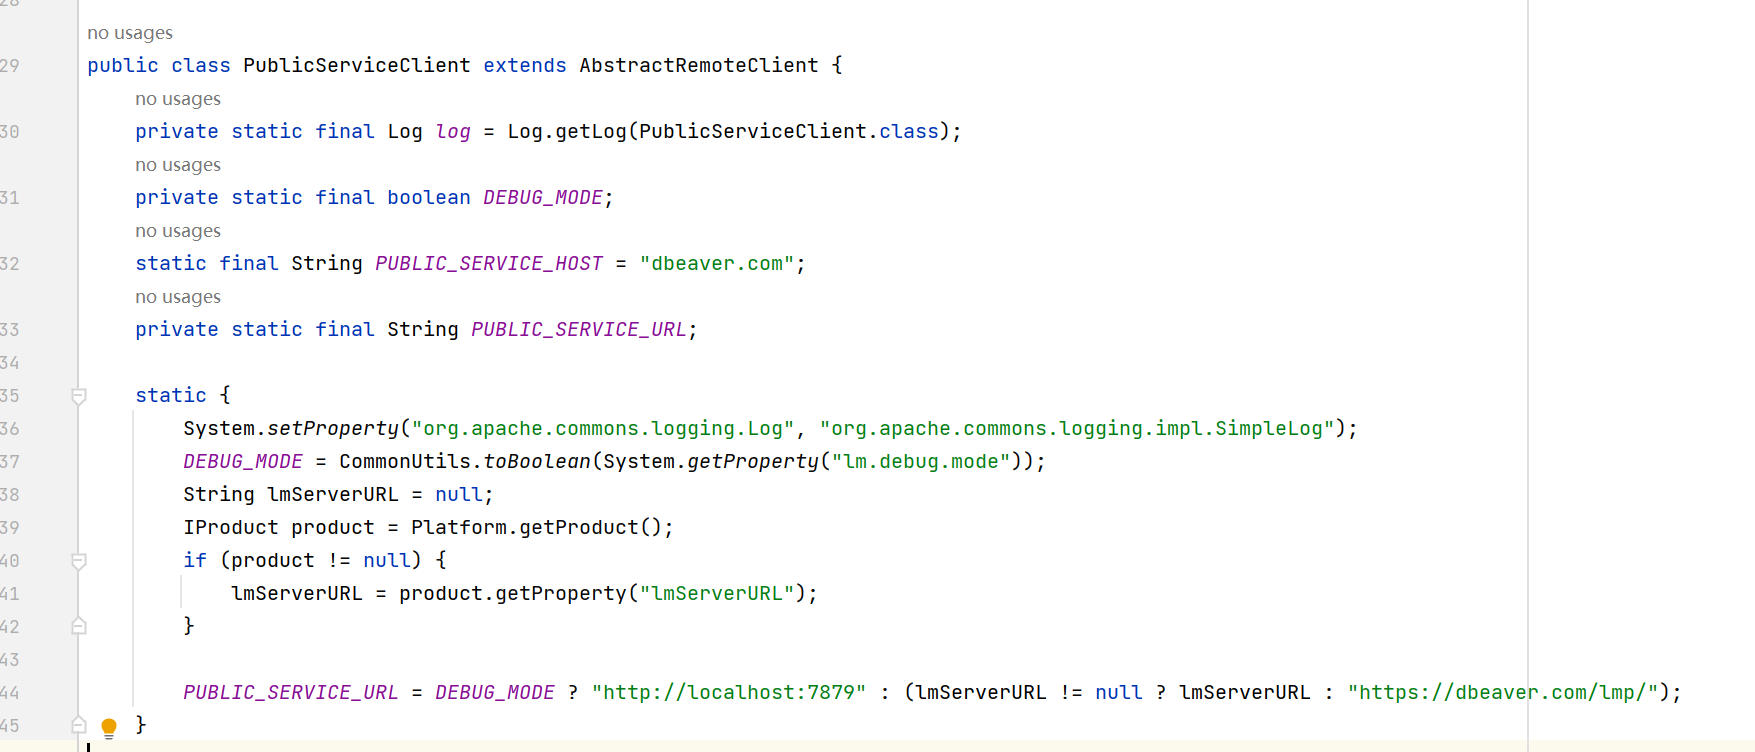 28
no usages
29 public class PublicServiceClient extends AbstractRemoteClient {
no usages
30 private static final Log log = Log.getLog(PublicServiceClient.class);
no usages
31 private static final boolean DEBUG_MODE;
no usages
32 static final String PUBLIC_SERVICE_HOST = "dbeaver.com";
no usages
33 private static final String PUBLIC_SERVICE_URL;
34
35 static {
36 System.setProperty("org.apache.commons.logging.Log", "org.apache.commons.logging.impl.SimpleLog");
37 DEBUG_MODE = CommonUtils.toBoolean(System.getProperty("lm.debug.mode"));
38 String lmServerURL = null;
39 IProduct product = Platform.getProduct();
40 if (product != null) {
41 lmServerURL = product.getProperty("lmServerURL");
42 }
43
44 PUBLIC_SERVICE_URL = DEBUG_MODE ? "http://localhost:7879" : (lmServerURL != null ? lmServerURL : "https://dbeaver.com/lmp/");
45 }